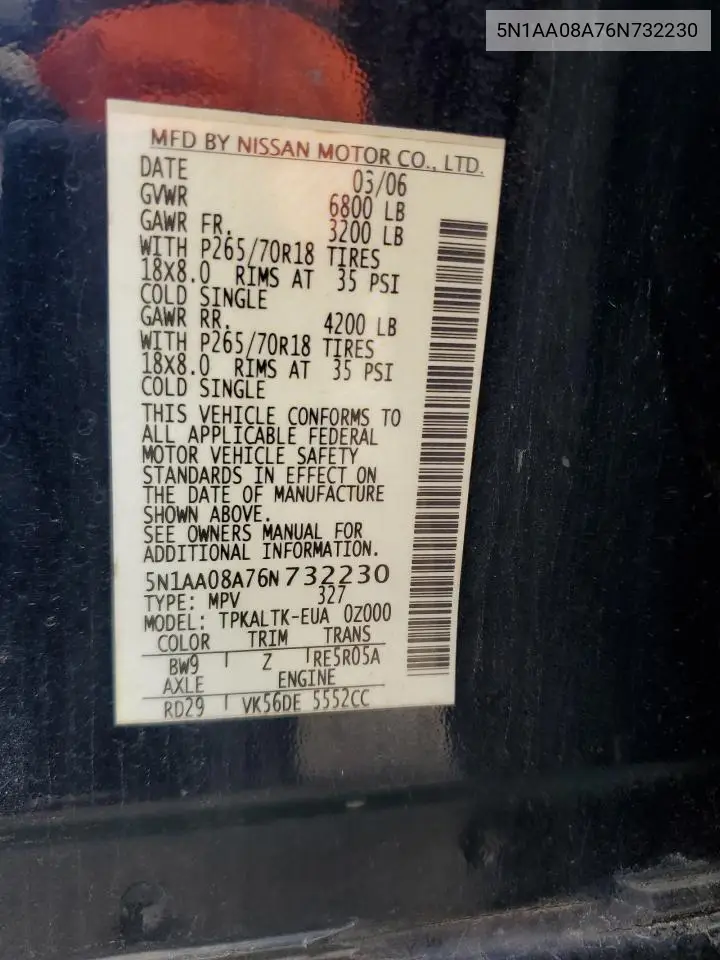 5N1AA08A76N732230
MFD BY NISSAN MOTOR CO., LTD.
DATE 03/06
GVWR 6800 LB
GAWR FR. 3200 LB
WITH P265/70R18 TIRES
18X8.0 RIMS AT 35 PSI
COLD SINGLE
GAWR RR. 4200 LB
WITH P265/70R18 TIRES
18X8.0 RIMS AT 35 PSI
COLD SINGLE
THIS VEHICLE CONFORMS TO
ALL APPLICABLE FEDERAL
MOTOR VEHICLE SAFETY
STANDARDS IN EFFECT ON
THE DATE OF MANUFACTURE
SHOWN ABOVE.
SEE OWNERS MANUAL FOR
ADDITIONAL INFORMATION.
5N1AA08A76N732230
TYPE: MPV 327
MODEL: TPKALTK-EUA 0Z000
COLOR TRIM TRANS
BW9 Z RE5R05A
AXLE ENGINE
RD29 VK56DE 5552CC